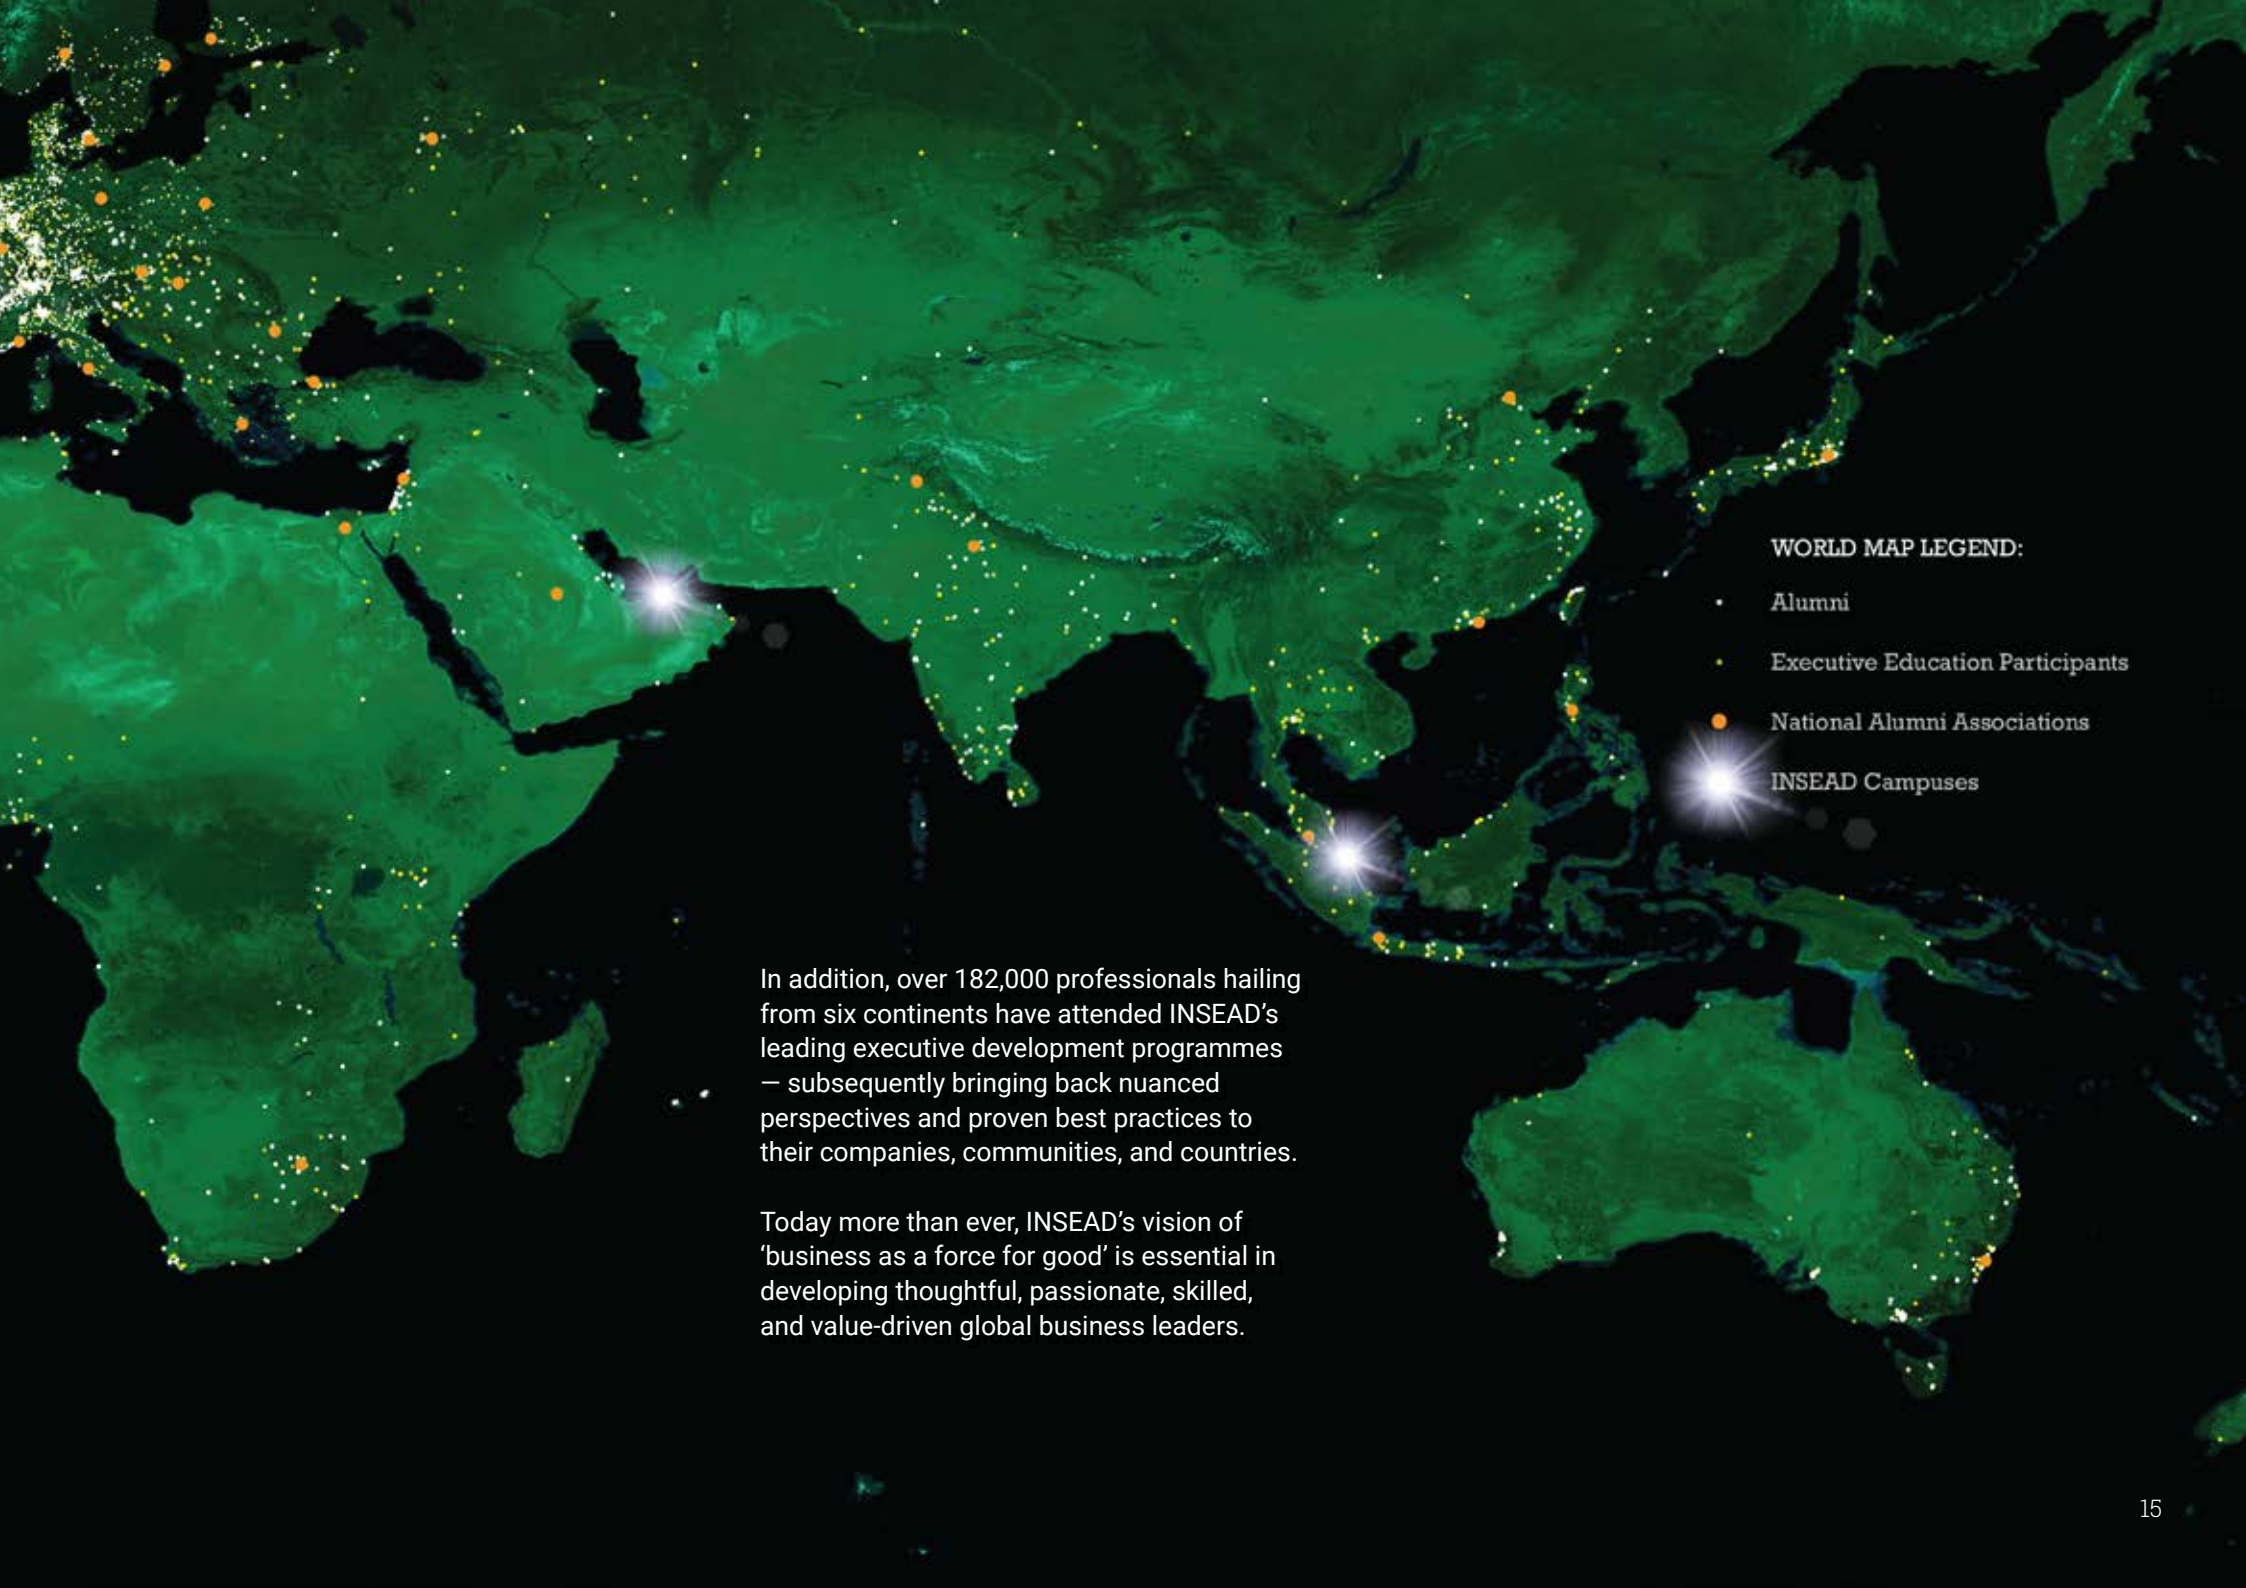 WORLD MAP LEGEND:
Alumni
Executive Education Participants
National Alumni Associations
INSEAD Campuses
In addition, over 182,000 professionals hailing
from six continents have attended INSEAD’s
leading executive development programmes
— subsequently bringing back nuanced
perspectives and proven best practices to
their companies, communities, and countries.
Today more than ever, INSEAD’s vision of
‘business as a force for good’ is essential in
developing thoughtful, passionate, skilled,
and value-driven global business leaders.
15